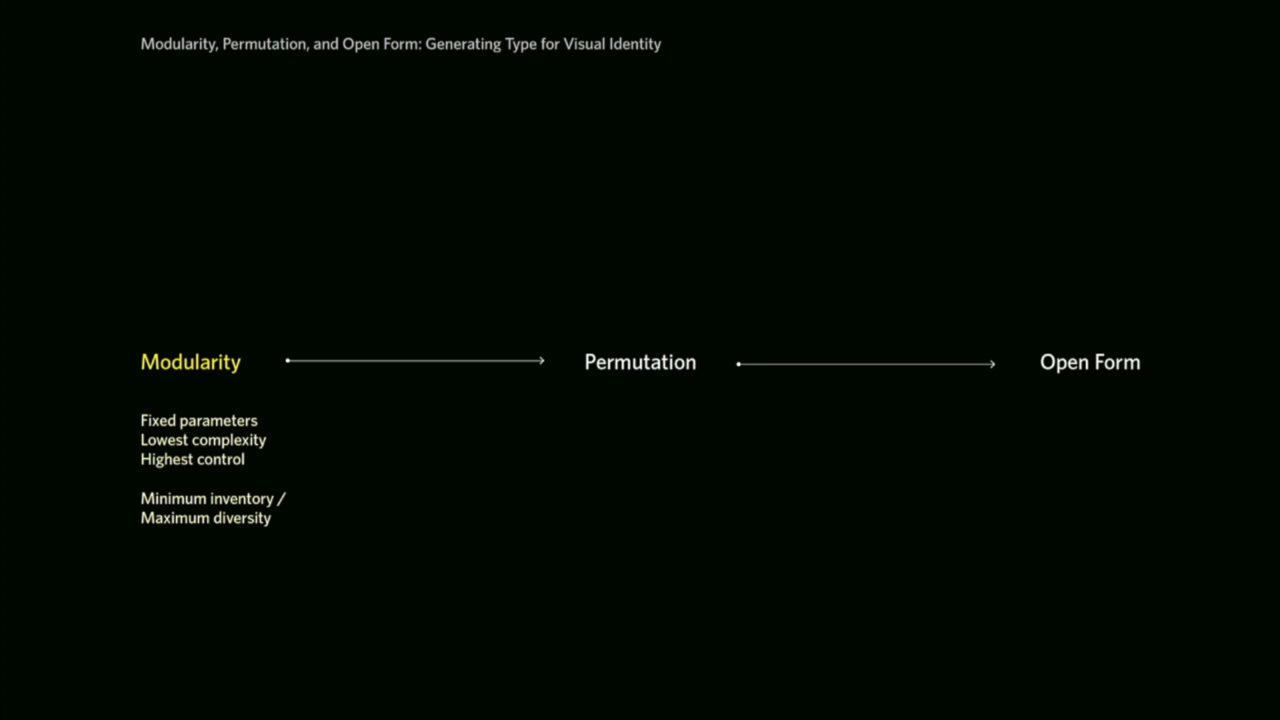 Modularity, Permutation, and Open Form: Generating Type for Visual Identity
Modularity
Permutation
Open Form
Fixed parameters
Lowest complexity
Highest control
Minimum inventory /
Maximum diversity